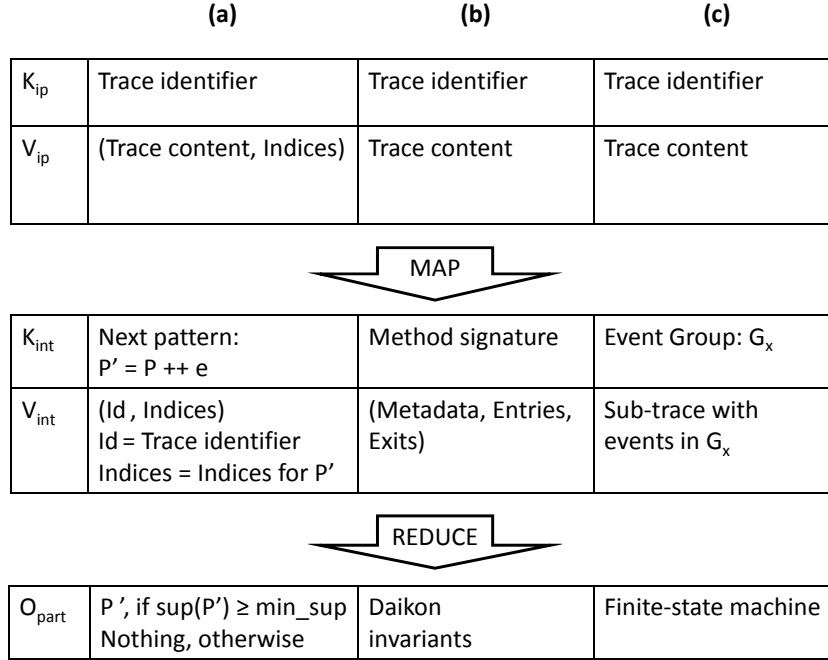 (a) (b) (c)
K_ip Trace identifier Trace identifier Trace identifier
V_ip (Trace content, Indices) Trace content Trace content
MAP
K_int Next pattern: Method signature Event Group: G_x
P' = P ++ e
V_int (Id , Indices) (Metadata, Entries, Sub-trace with
Id = Trace identifier Exits) events in G_x
Indices = Indices for P'
REDUCE
O_part P ', if sup(P') ≥ min_sup Daikon Finite-state machine
Nothing, otherwise invariants